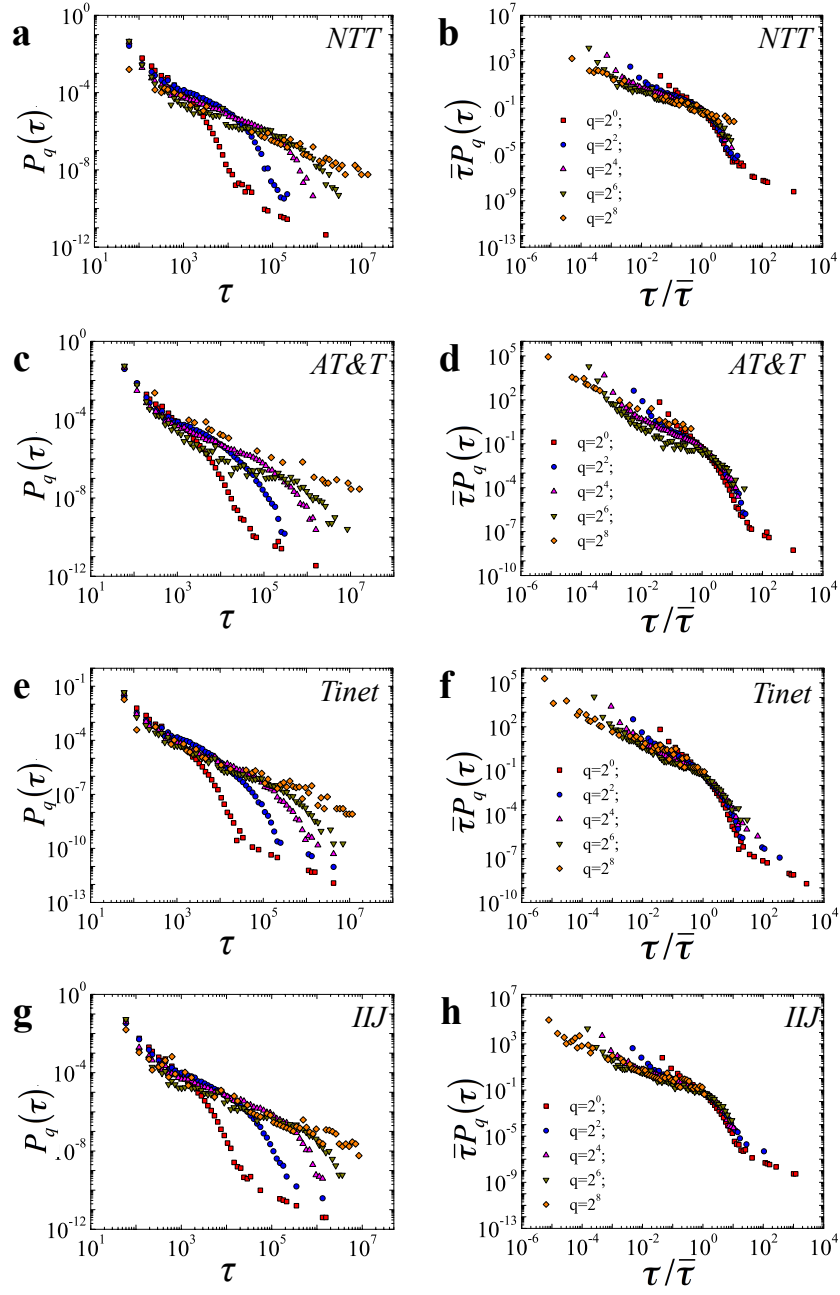 a
NTT
10^0
10^-4
10^-8
10^-12
10^1
10^3
10^5
10^7
P_q(τ)
τ
b
NTT
10^7
10^3
10^-1
10^-5
10^-9
10^-13
10^-6
10^-4
10^-2
10^0
10^2
10^4
q=2^0;
q=2^2;
q=2^4;
q=2^6;
q=2^8
τ̄P_q(τ)
τ/τ̄
c
AT&T
10^0
10^-4
10^-8
10^-12
10^1
10^3
10^5
10^7
P_q(τ)
τ
d
AT&T
10^5
10^2
10^-1
10^-4
10^-7
10^-10
10^-6
10^-4
10^-2
10^0
10^2
10^4
q=2^0;
q=2^2;
q=2^4;
q=2^6;
q=2^8
τ̄P_q(τ)
τ/τ̄
e
Tinet
10^-1
10^-4
10^-7
10^-10
10^-13
10^1
10^3
10^5
10^7
P_q(τ)
τ
f
Tinet
10^5
10^2
10^-1
10^-4
10^-7
10^-10
10^-6
10^-4
10^-2
10^0
10^2
10^4
q=2^0;
q=2^2;
q=2^4;
q=2^6;
q=2^8
τ̄P_q(τ)
τ/τ̄
g
IIJ
10^0
10^-4
.0^-8
10^-12
10^1
10^3
10^5
10^7
P_q(τ)
τ
h
IIJ
10^7
10^3
10^-1
10^-5
10^-9
10^-13
10^-6
10^-4
10^-2
10^0
10^2
10^4
q=2^0;
q=2^2;
q=2^4;
q=2^6;
q=2^8
τ̄P_q(τ)
τ/τ̄